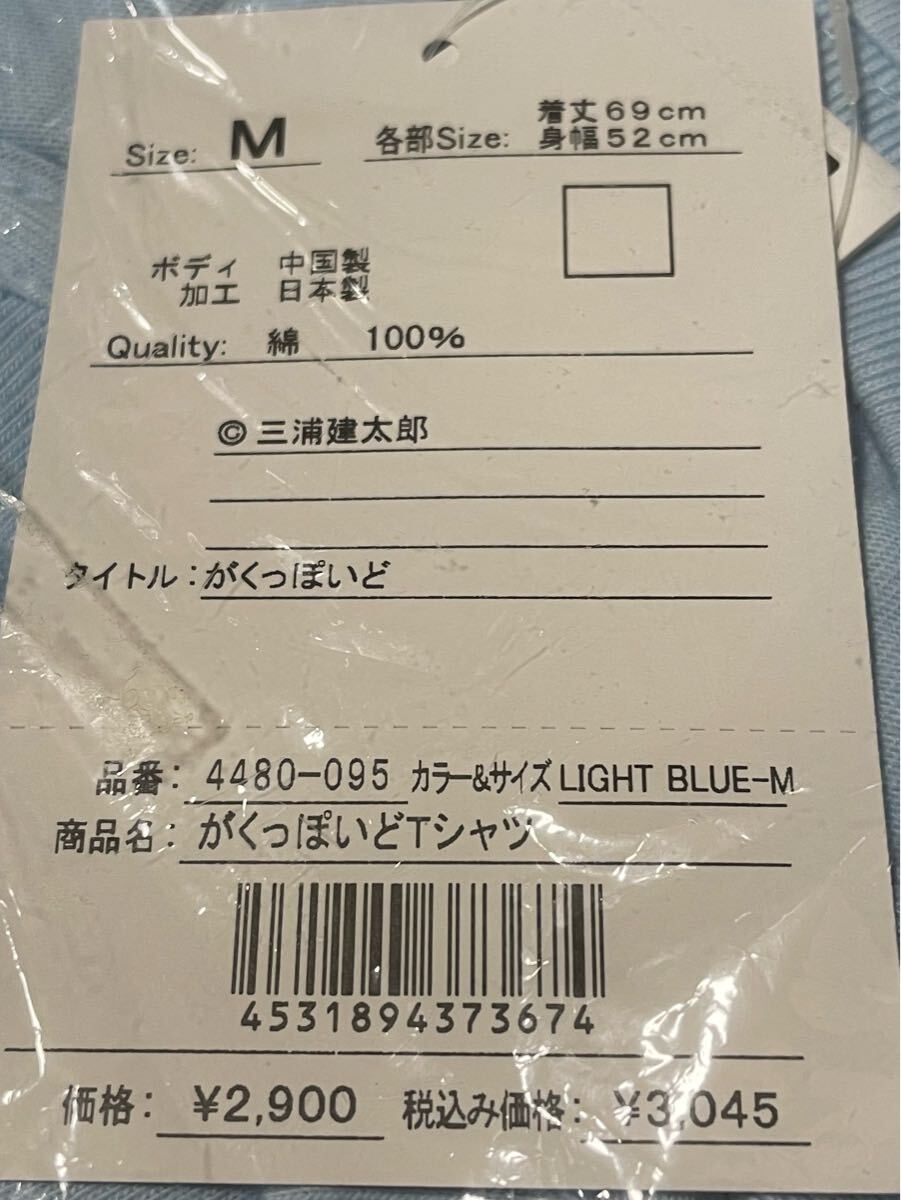 Size: M 各部Size: 着丈69cm
身幅52cm
ボディ 中国製
加工 日本製
Quality: 綿 100%
© 三浦建太郎
タイトル：がくっぽいど
品番： 4480-095 カラー&サイズ LIGHT BLUE-M
商品名： がくっぽいどTシャツ
4531894373674
価格： ¥2,900 税込み価格： ¥3,045